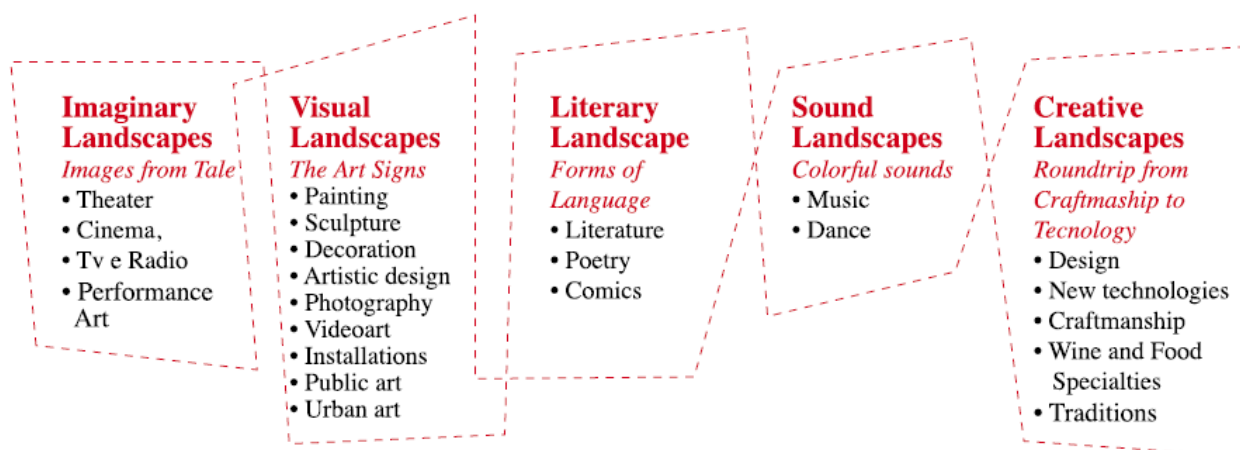 Imaginary
Landscapes
Images from Tale
• Theater
• Cinema,
• Tv e Radio
• Performance
Art
Visual
Landscapes
The Art Signs
• Painting
• Sculpture
• Decoration
• Artistic design
• Photography
• Videoart
• Installations
• Public art
• Urban art
Literary
Landscape
Forms of
Language
• Literature
• Poetry
• Comics
Sound
Landscapes
Colorful sounds
• Music
• Dance
Creative
Landscapes
Roundtrip from
Craftmaship to
Tecnology
• Design
• New technologies
• Craftmanship
• Wine and Food
Specialties
• Traditions